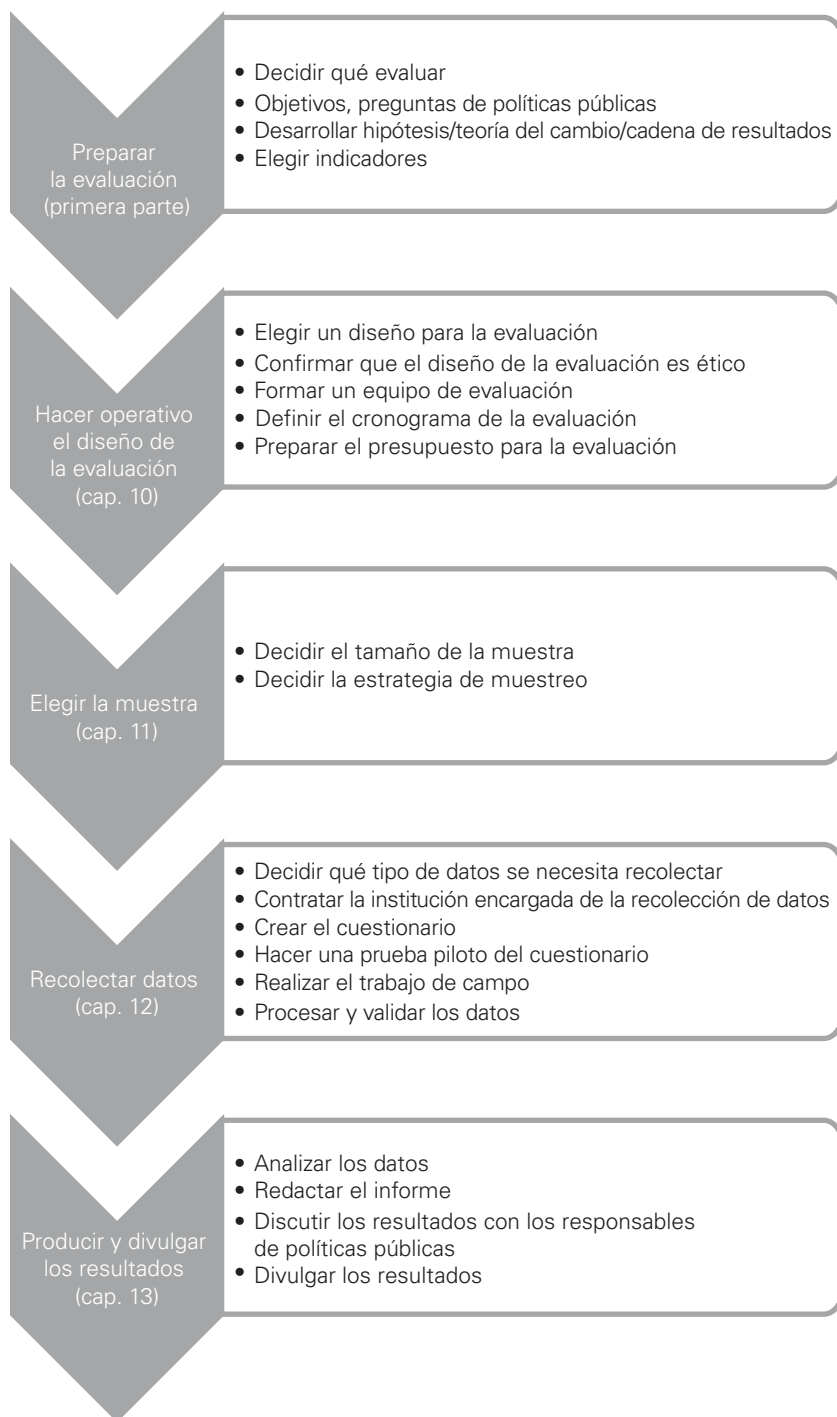 Preparar
la evaluación
(primera parte)
• Decidir qué evaluar
• Objetivos, preguntas de políticas públicas
• Desarrollar hipótesis/teoría del cambio/cadena de resultados
• Elegir indicadores
Hacer operativo
el diseño de
la evaluación
(cap. 10)
• Elegir un diseño para la evaluación
• Confirmar que el diseño de la evaluación es ético
• Formar un equipo de evaluación
• Definir el cronograma de la evaluación
• Preparar el presupuesto para la evaluación
Elegir la muestra
(cap. 11)
• Decidir el tamaño de la muestra
• Decidir la estrategia de muestreo
Recolectar datos
(cap. 12)
• Decidir qué tipo de datos se necesita recolectar
• Contratar la institución encargada de la recolección de datos
• Crear el cuestionario
• Hacer una prueba piloto del cuestionario
• Realizar el trabajo de campo
• Procesar y validar los datos
Producir y divulgar
los resultados
(cap. 13)
• Analizar los datos
• Redactar el informe
• Discutir los resultados con los responsables
de políticas públicas
• Divulgar los resultados